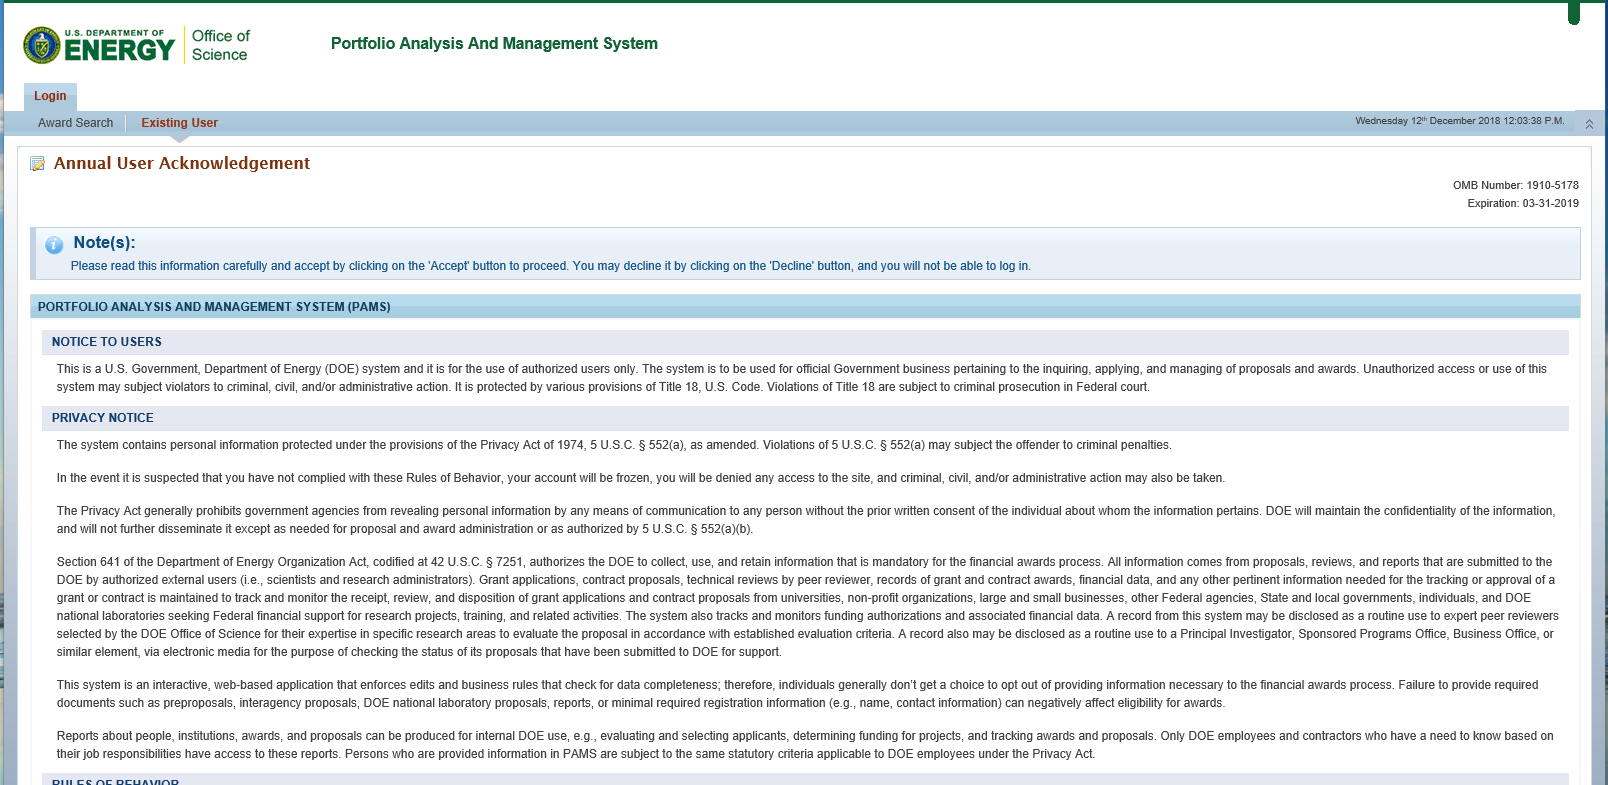 U.S. DEPARTMENT OF
ENERGY
Office of
Science
Portfolio Analysis And Management System
Login
Award Search
Existing User
Wednesday 12th December 2018 12:03:38 P.M.
Annual User Acknowledgement
OMB Number: 1910-5178
Expiration: 03-31-2019
Note(s):
Please read this information carefully and accept by clicking on the 'Accept' button to proceed. You may decline it by clicking on the 'Decline' button, and you will not be able to log in.
PORTFOLIO ANALYSIS AND MANAGEMENT SYSTEM (PAMS)
NOTICE TO USERS
This is a U.S. Government, Department of Energy (DOE) system and it is for the use of authorized users only. The system is to be used for official Government business pertaining to the inquiring, applying, and managing of proposals and awards. Unauthorized access or use of this
system may subject violators to criminal, civil, and/or administrative action. It is protected by various provisions of Title 18, U.S. Code. Violations of Title 18 are subject to criminal prosecution in Federal court.
PRIVACY NOTICE
The system contains personal information protected under the provisions of the Privacy Act of 1974, 5 U.S.C. § 552(a), as amended. Violations of 5 U.S.C. § 552(a) may subject the offender to criminal penalties.
In the event it is suspected that you have not complied with these Rules of Behavior, your account will be frozen, you will be denied any access to the site, and criminal, civil, and/or administrative action may also be taken.
The Privacy Act generally prohibits government agencies from revealing personal information by any means of communication to any person without the prior written consent of the individual about whom the information pertains. DOE will maintain the confidentiality of the information,
and will not further disseminate it except as needed for proposal and award administration or as authorized by 5 U.S.C. § 552(a)(b).
Section 641 of the Department of Energy Organization Act, codified at 42 U.S.C. § 7251, authorizes the DOE to collect, use, and retain information that is mandatory for the financial awards process. All information comes from proposals, reviews, and reports that are submitted to the
DOE by authorized external users (i.e., scientists and research administrators). Grant applications, contract proposals, technical reviews by peer reviewer, records of grant and contract awards, financial data, and any other pertinent information needed for the tracking or approval of a
grant or contract is maintained to track and monitor the receipt, review, and disposition of grant applications and contract proposals from universities, non-profit organizations, large and small businesses, other Federal agencies, State and local governments, individuals, and DOE
national laboratories seeking Federal financial support for research projects, training, and related activities. The system also tracks and monitors funding authorizations and associated financial data. A record from this system may be disclosed as a routine use to expert peer reviewers
selected by the DOE Office of Science for their expertise in specific research areas to evaluate the proposal in accordance with established evaluation criteria. A record also may be disclosed as a routine use to a Principal Investigator, Sponsored Programs Office, Business Office, or
similar element, via electronic media for the purpose of checking the status of its proposals that have been submitted to DOE for support.
This system is an interactive, web-based application that enforces edits and business rules that check for data completeness; therefore, individuals generally don't get a choice to opt out of providing information necessary to the financial awards process. Failure to provide required
documents such as preproposals, interagency proposals, DOE national laboratory proposals, reports, or minimal required registration information (e.g., name, contact information) can negatively affect eligibility for awards.
Reports about people, institutions, awards, and proposals can be produced for internal DOE use, e.g., evaluating and selecting applicants, determining funding for projects, and tracking awards and proposals. Only DOE employees and contractors who have a need to know based on
their job responsibilities have access to these reports. Persons who are provided information in PAMS are subject to the same statutory criteria applicable to DOE employees under the Privacy Act.
RULES OF BEHAVIOR